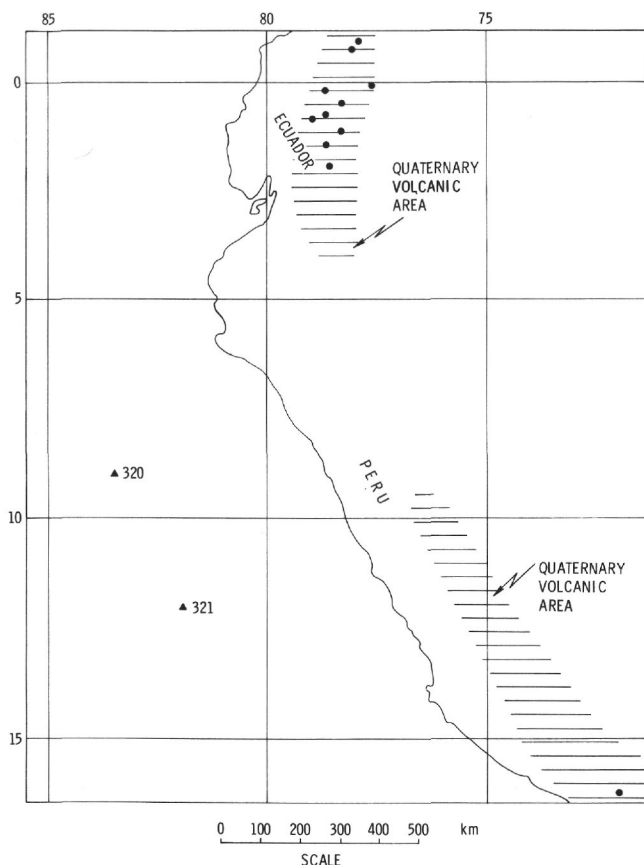 85 80 75
0
ECUADOR
QUATERNARY
VOLCANIC
AREA
5
320
PERU
10
QUATERNARY
VOLCANIC
AREA
321
15
0 100 200 300 400 500 km
SCALE